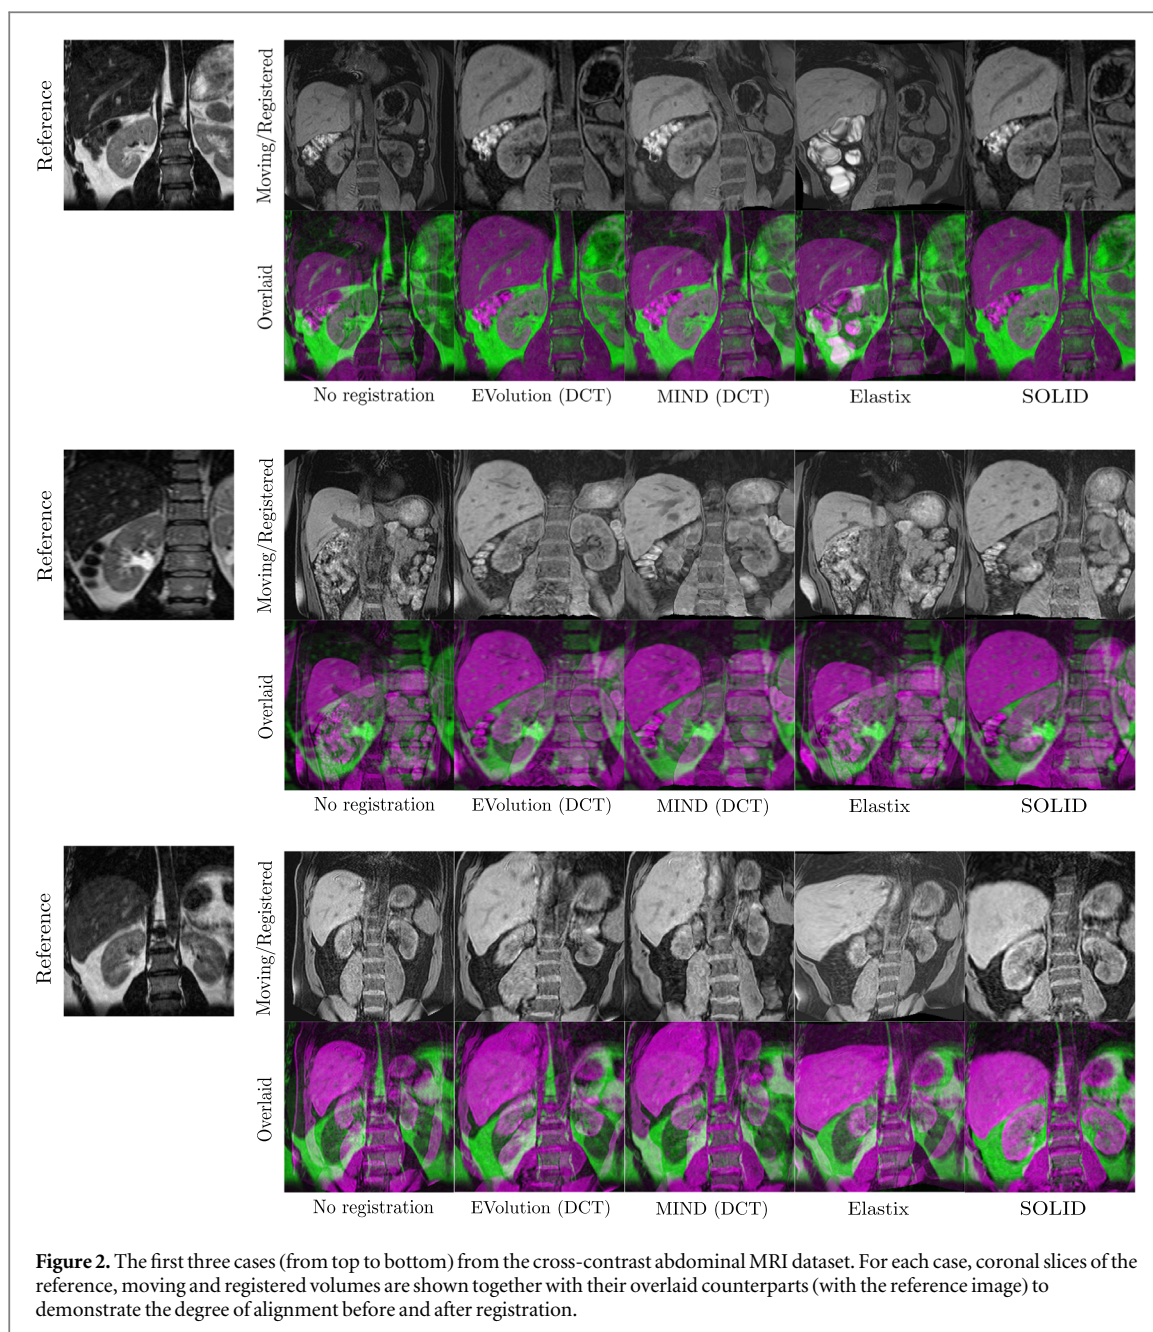 Reference
Moving/Registered
Overlaid
No registration
EVolution (DCT)
MIND (DCT)
Elastix
SOLID
Reference
Moving/Registered
Overlaid
No registration
EVolution (DCT)
MIND (DCT)
Elastix
SOLID
Reference
Moving/Registered
Overlaid
No registration
EVolution (DCT)
MIND (DCT)
Elastix
SOLID
Figure 2. The first three cases (from top to bottom) from the cross-contrast abdominal MRI dataset. For each case, coronal slices of the
reference, moving and registered volumes are shown together with their overlaid counterparts (with the reference image) to
demonstrate the degree of alignment before and after registration.